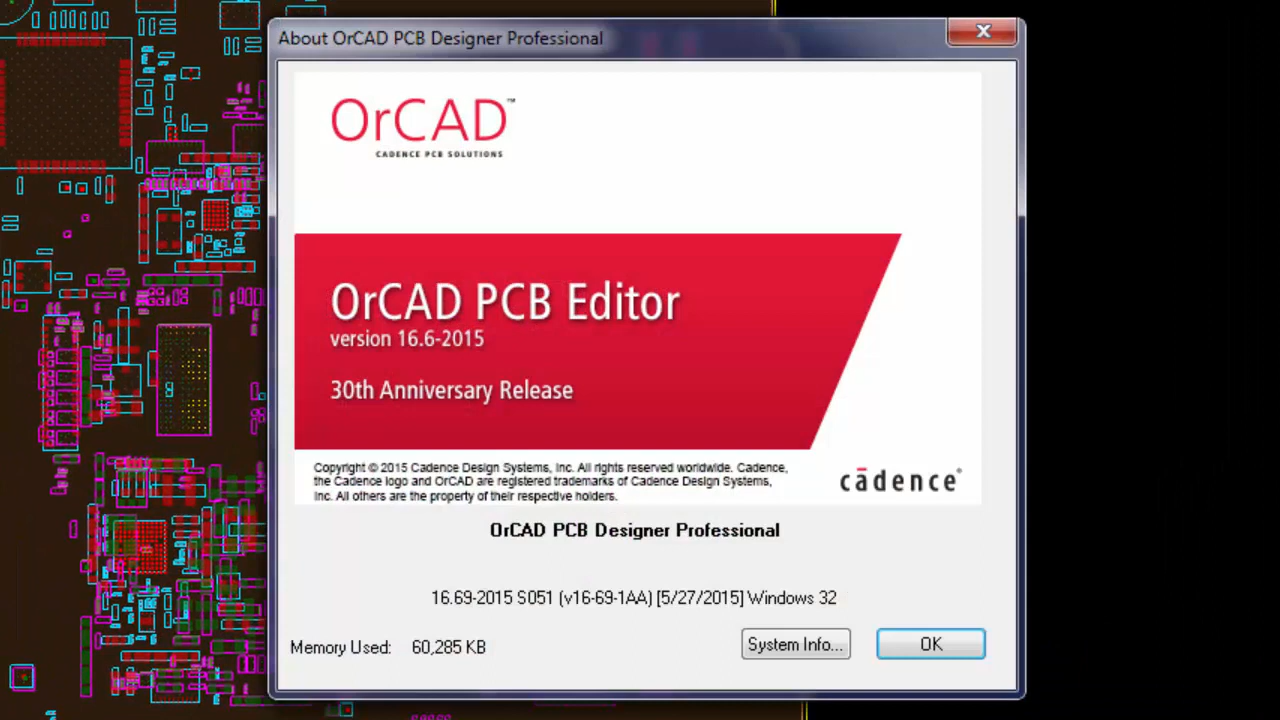 About OrCAD PCB Designer Professional
OrCAD™
CADENCE PCB SOLUTIONS
OrCAD PCB Editor
version 16.6-2015
30th Anniversary Release
Copyright © 2015 Cadence Design Systems, Inc. All rights reserved worldwide. Cadence,
the Cadence logo and OrCAD are registered trademarks of Cadence Design Systems,
Inc. All others are the property of their respective holders.
cādence®
OrCAD PCB Designer Professional
16.69-2015 S051 (v16-69-1AA) [5/27/2015] Windows 32
Memory Used: 60,285 KB
System Info...
OK